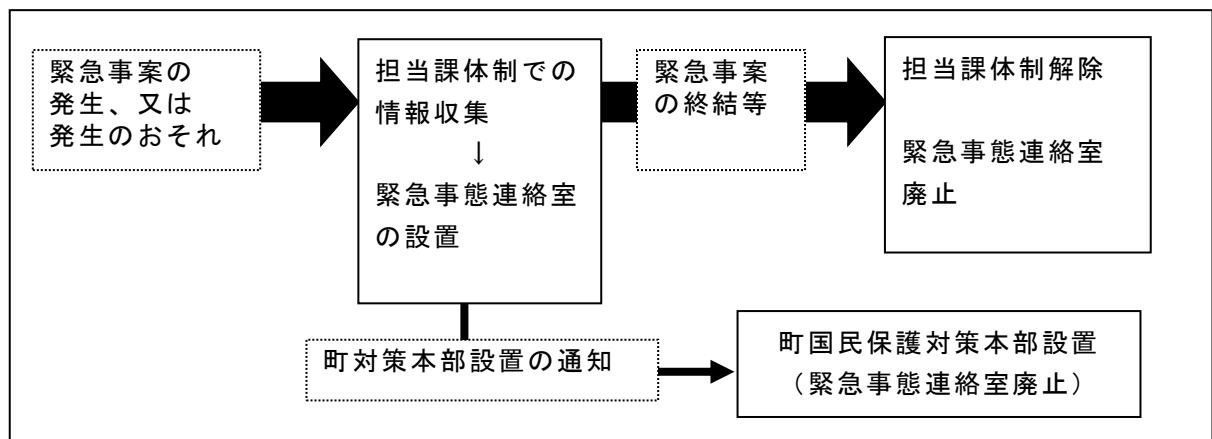 緊急事案の
発生、又は
発生のおそれ
担当課体制での
情報収集
↓
緊急事態連絡室
の設置
緊急事案
の終結等
担当課体制解除
緊急事態連絡室
廃止
町対策本部設置の通知
町国民保護対策本部設置
（緊急事態連絡室廃止）